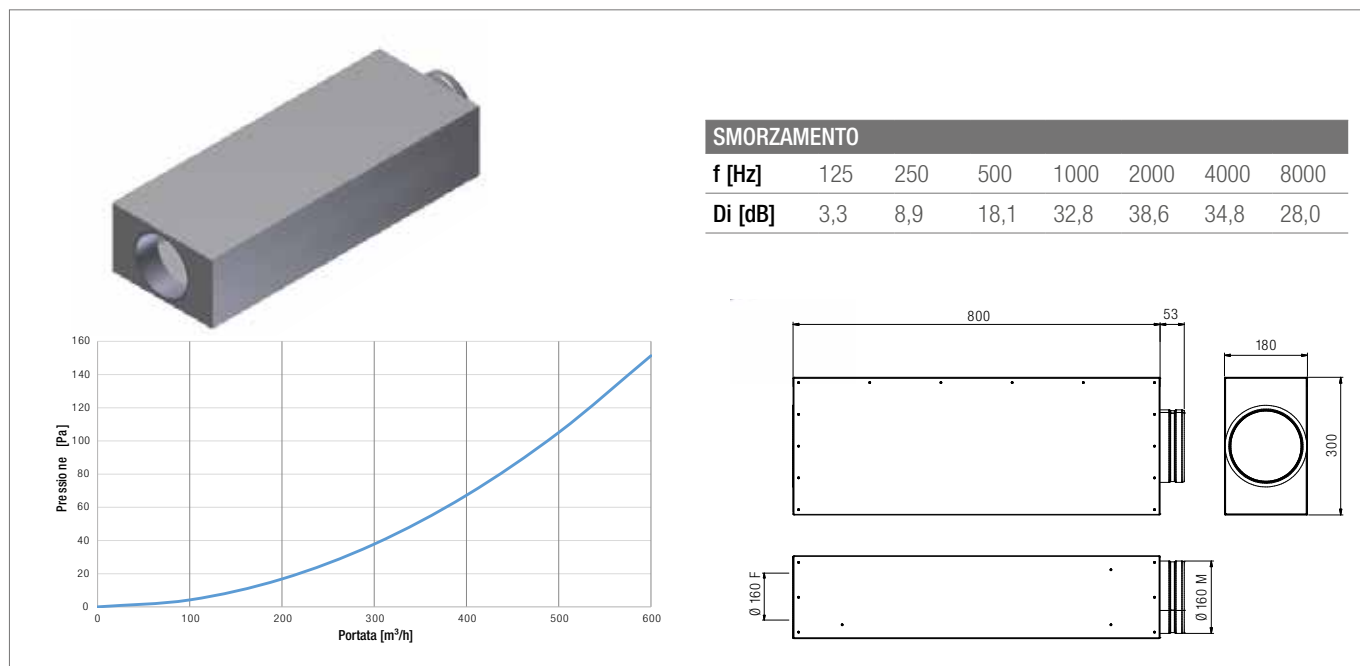 SMORZAMENTO
f [Hz] 125 250 500 1000 2000 4000 8000
Di [dB] 3,3 8,9 18,1 32,8 38,6 34,8 28,0
160
140
120
100
80
60
40
20
0
Pressio ne [Pa]
0 100 200 300 400 500 600
Portata [m³/h]
800 53
180
300
Ø 160 F
Ø 160 M